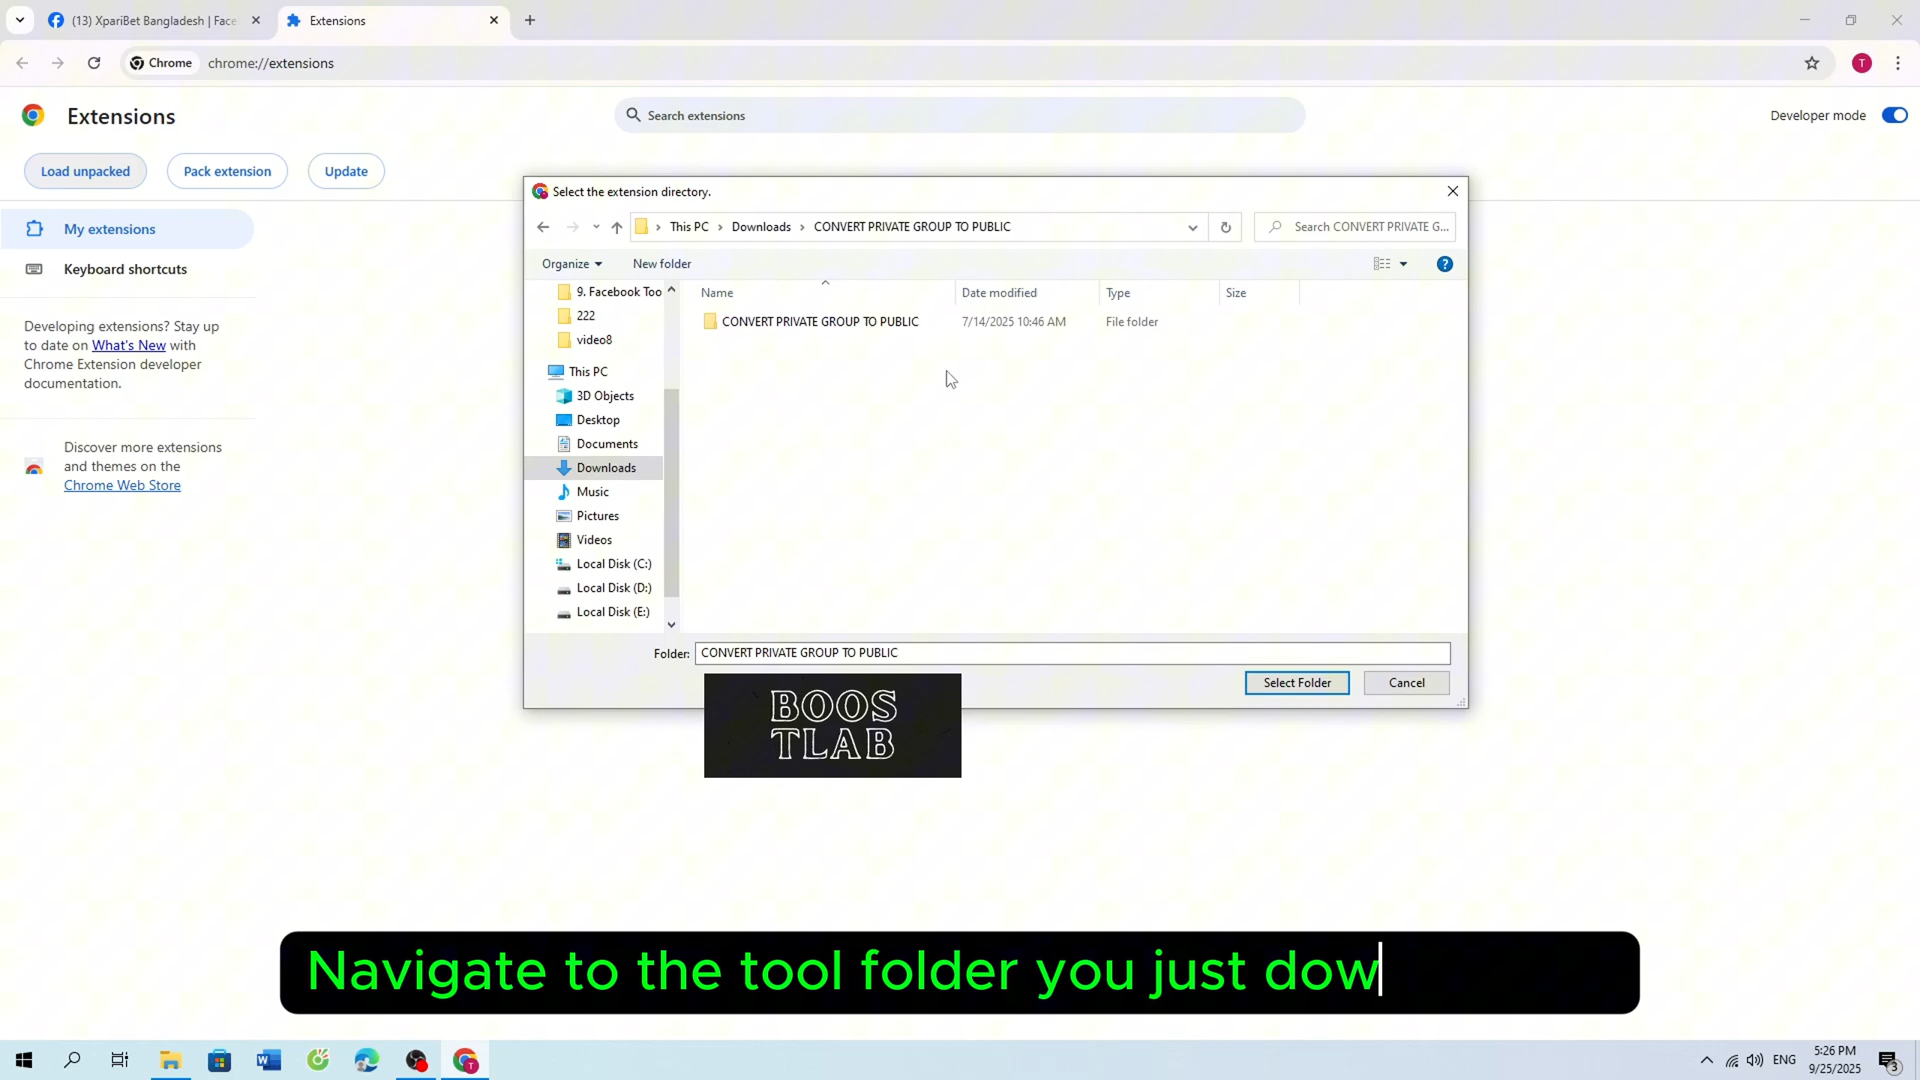 (13) XpariBet Bangladesh | Face
Extensions
Chrome
chrome://extensions
T
Extensions
Search extensions
Developer mode
Load unpacked
Pack extension
Update
My extensions
Keyboard shortcuts
Developing extensions? Stay up
to date on What's New with
Chrome Extension developer
documentation.
Discover more extensions
and themes on the
Chrome Web Store
Select the extension directory.
This PC > Downloads > CONVERT PRIVATE GROUP TO PUBLIC
Search CONVERT PRIVATE G...
Organize
New folder
?
9. Facebook Too
222
video8
This PC
3D Objects
Desktop
Documents
Downloads
Music
Pictures
Videos
Local Disk (C:)
Local Disk (D:)
Local Disk (E:)
Name
Date modified
Type
Size
CONVERT PRIVATE GROUP TO PUBLIC
7/14/2025 10:46 AM
File folder
Folder:
CONVERT PRIVATE GROUP TO PUBLIC
Select Folder
Cancel
BOOS
TLAB
Navigate to the tool folder you just dow
ENG
5:26 PM
9/25/2025
3